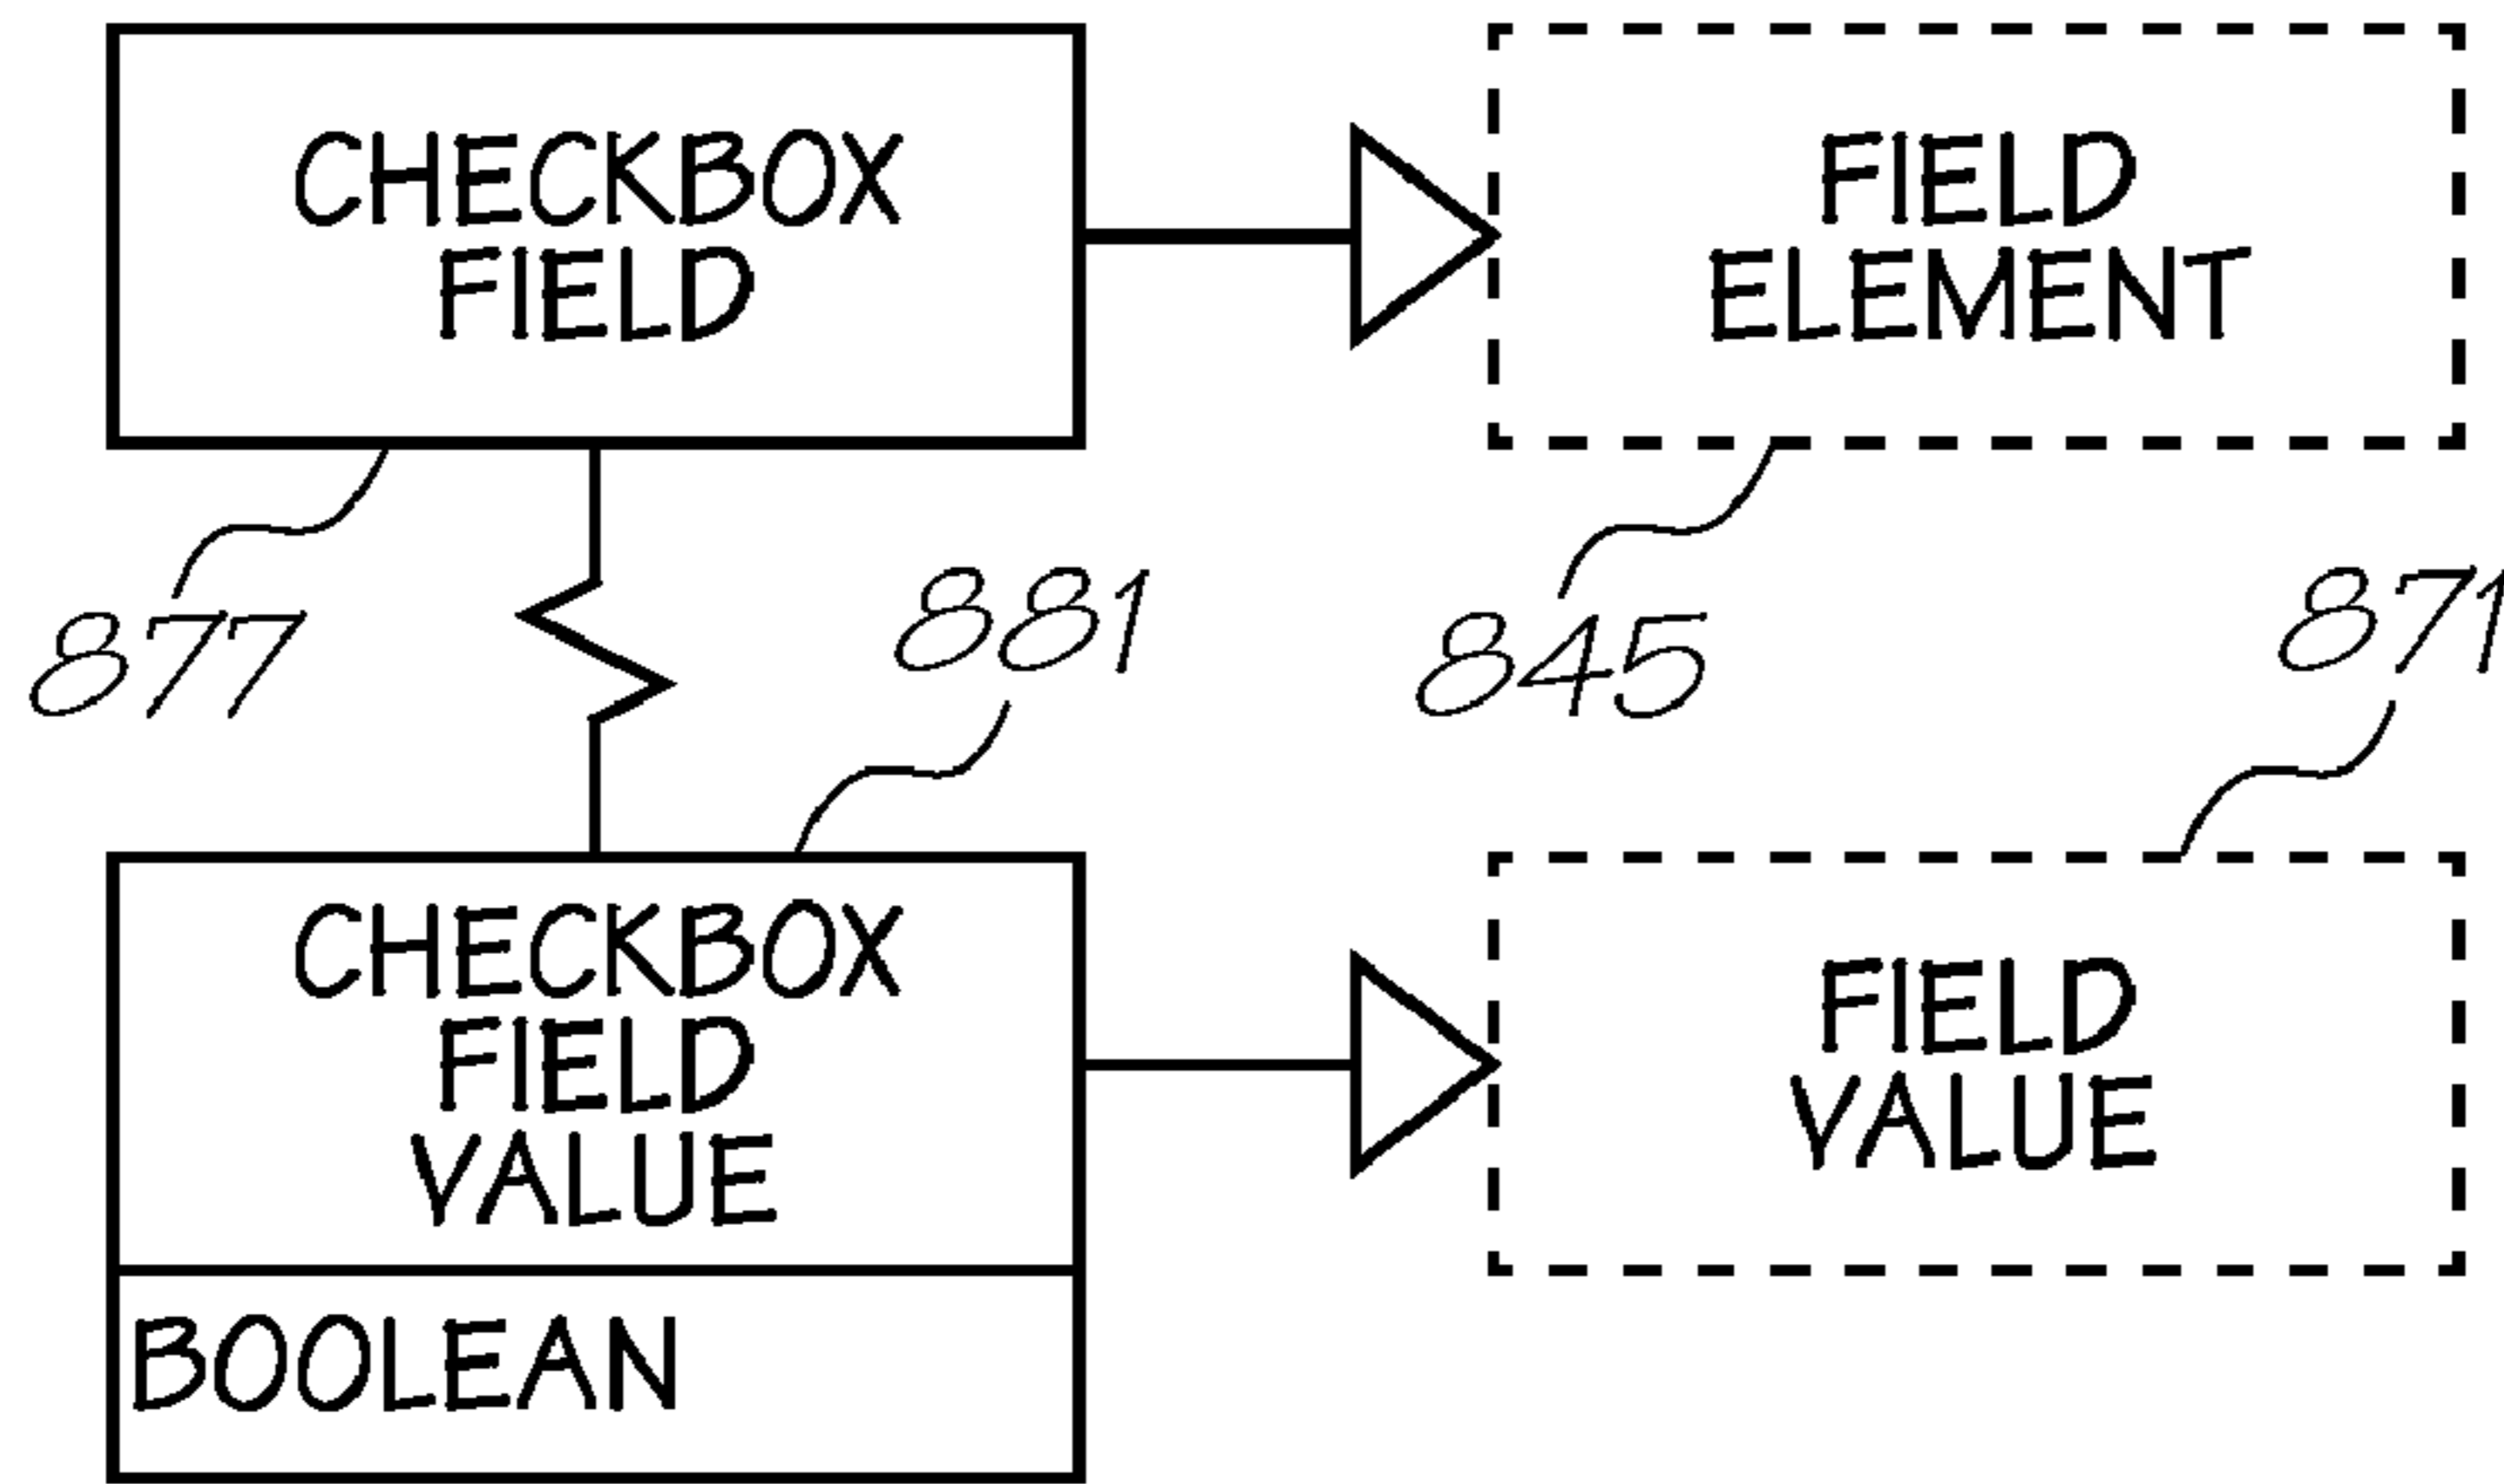 CHECKBOX
FIELD
FIELD
ELEMENT
877
881
845
871
CHECKBOX
FIELD
VALUE
FIELD
VALUE
BOOLEAN